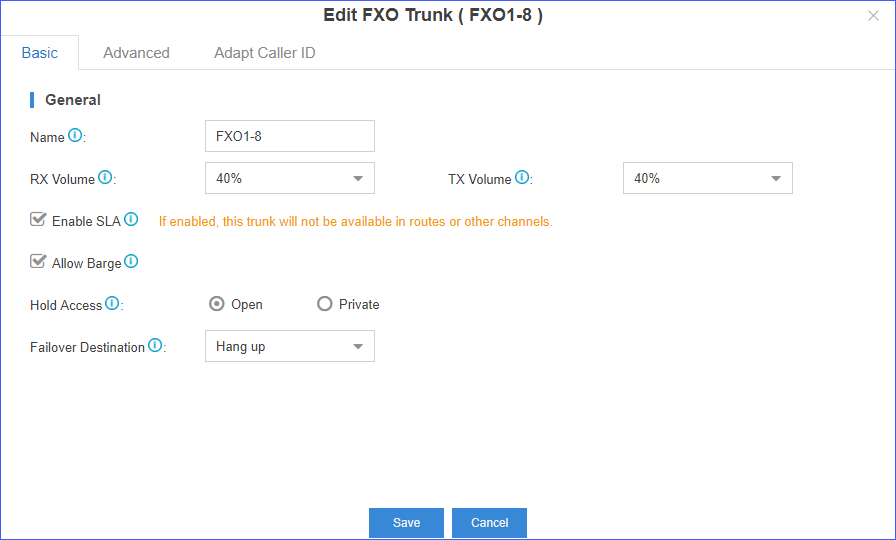 Edit FXO Trunk ( FXO1-8 )
Basic Advanced Adapt Caller ID
General
Name : FXO1-8
RX Volume : 40% TX Volume : 40%
Enable SLA If enabled, this trunk will not be available in routes or other channels.
Allow Barge
Hold Access : Open Private
Failover Destination : Hang up
Save Cancel